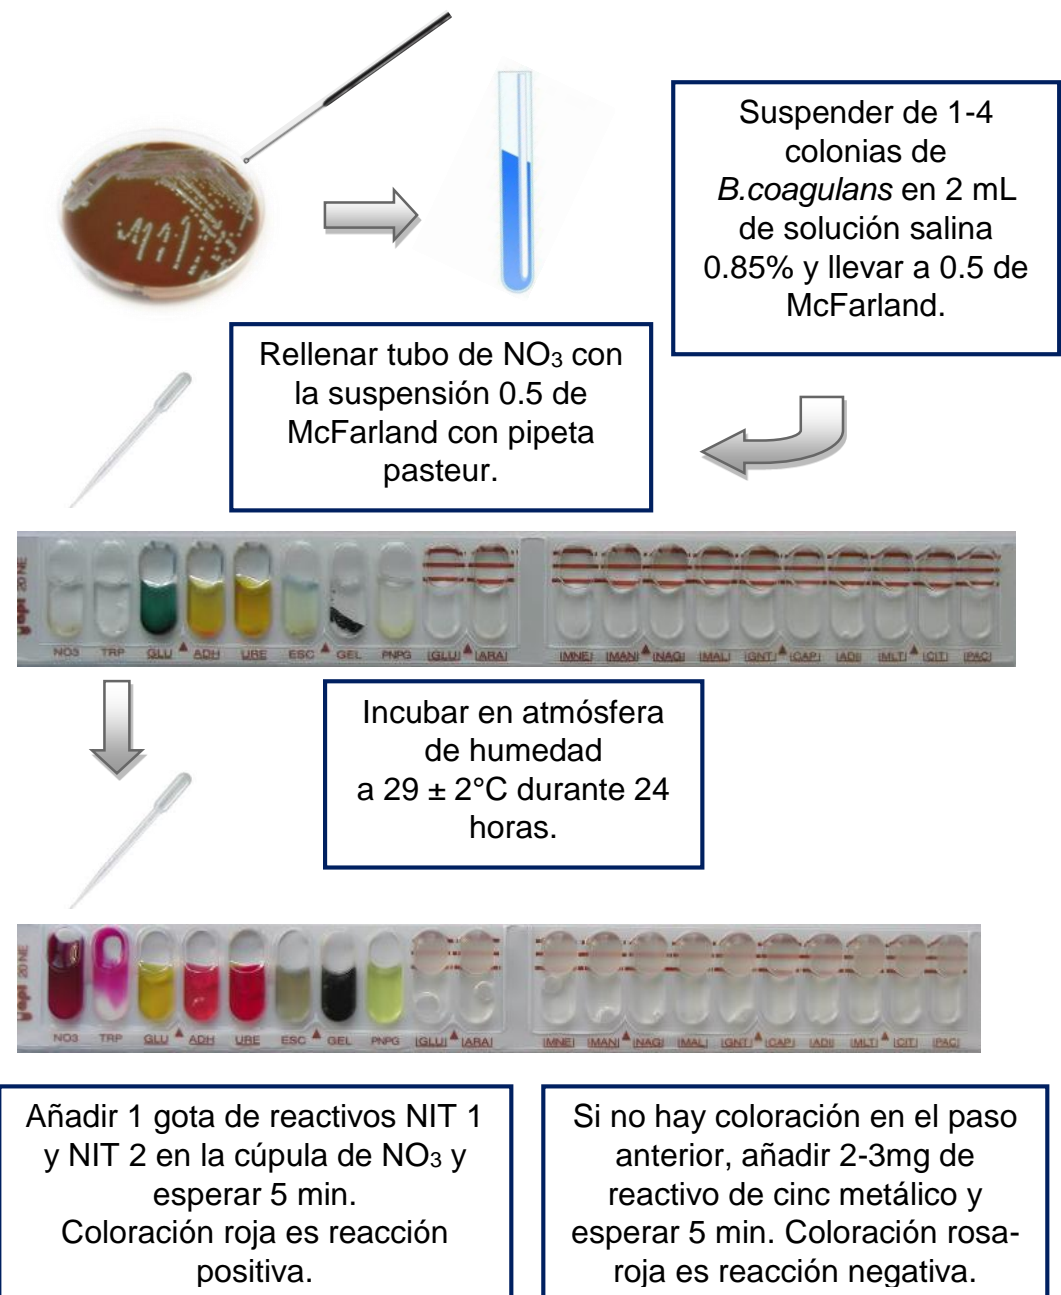 Suspender de 1-4
colonias de
B.coagulans en 2 mL
de solución salina
0.85% y llevar a 0.5 de
McFarland.
Rellenar tubo de NO₃ con
la suspensión 0.5 de
McFarland con pipeta
pasteur.
api 20 NE
NO3 TRP GLU ▲ ADH URE ESC ▲ GEL PNPG |GLU| ▲ |ARA| |MNE| |MAN| ▲ |NAG| |MAL| |GNT| ▲ |CAP| |ADI| |MLT| ▲ |CIT| |PAC|
Incubar en atmósfera
de humedad
a 29 ± 2°C durante 24
horas.
api 20 NE
NO3 TRP GLU ▲ ADH URE ESC ▲ GEL PNPG |GLU| ▲ |ARA| |MNE| |MAN| ▲ |NAG| |MAL| |GNT| ▲ |CAP| |ADI| |MLT| ▲ |CIT| |PAC|
Añadir 1 gota de reactivos NIT 1
y NIT 2 en la cúpula de NO₃ y
esperar 5 min.
Coloración roja es reacción
positiva.
Si no hay coloración en el paso
anterior, añadir 2-3mg de
reactivo de cinc metálico y
esperar 5 min. Coloración rosa-
roja es reacción negativa.